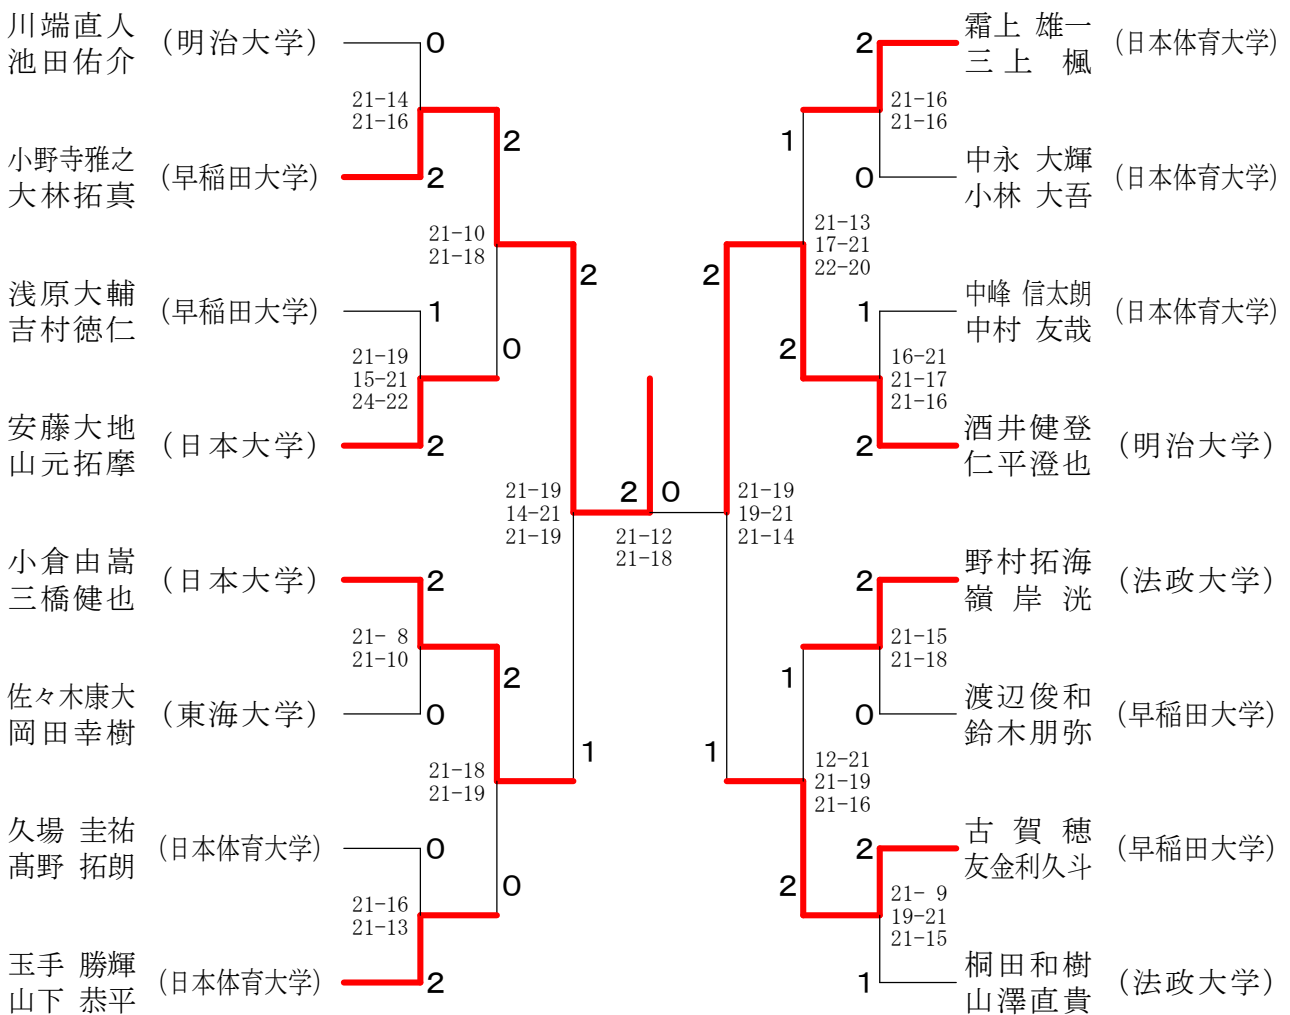 川端直人
池田佑介
(明治大学)
0
21-14
21-16
小野寺雅之
大林拓真
(早稲田大学)
2
2
21-10
21-18
浅原大輔
吉村徳仁
(早稲田大学)
1
21-19
15-21
24-22
0
安藤大地
山元拓摩
(日本大学)
2
2
21-19
14-21
21-19
小倉由嵩
三橋健也
(日本大学)
2
21- 8
21-10
佐々木康大
岡田幸樹
(東海大学)
0
2
21-18
21-19
1
久場 圭祐
髙野 拓朗
(日本体育大学)
0
21-16
21-13
0
玉手 勝輝
山下 恭平
(日本体育大学)
2
2 0
21-12
21-18
霜上 雄一
三上 楓
(日本体育大学)
2
21-16
21-16
1
中永 大輝
小林 大吾
(日本体育大学)
0
21-13
17-21
22-20
2
中峰 信太朗
中村 友哉
(日本体育大学)
1
16-21
21-17
21-16
2
酒井健登
仁平澄也
(明治大学)
2
21-19
19-21
21-14
野村拓海
嶺岸洸
(法政大学)
2
21-15
21-18
1
渡辺俊和
鈴木朋弥
(早稲田大学)
0
1
12-21
21-19
21-16
古賀穂
友金利久斗
(早稲田大学)
2
21- 9
19-21
21-15
2
桐田和樹
山澤直貴
(法政大学)
1